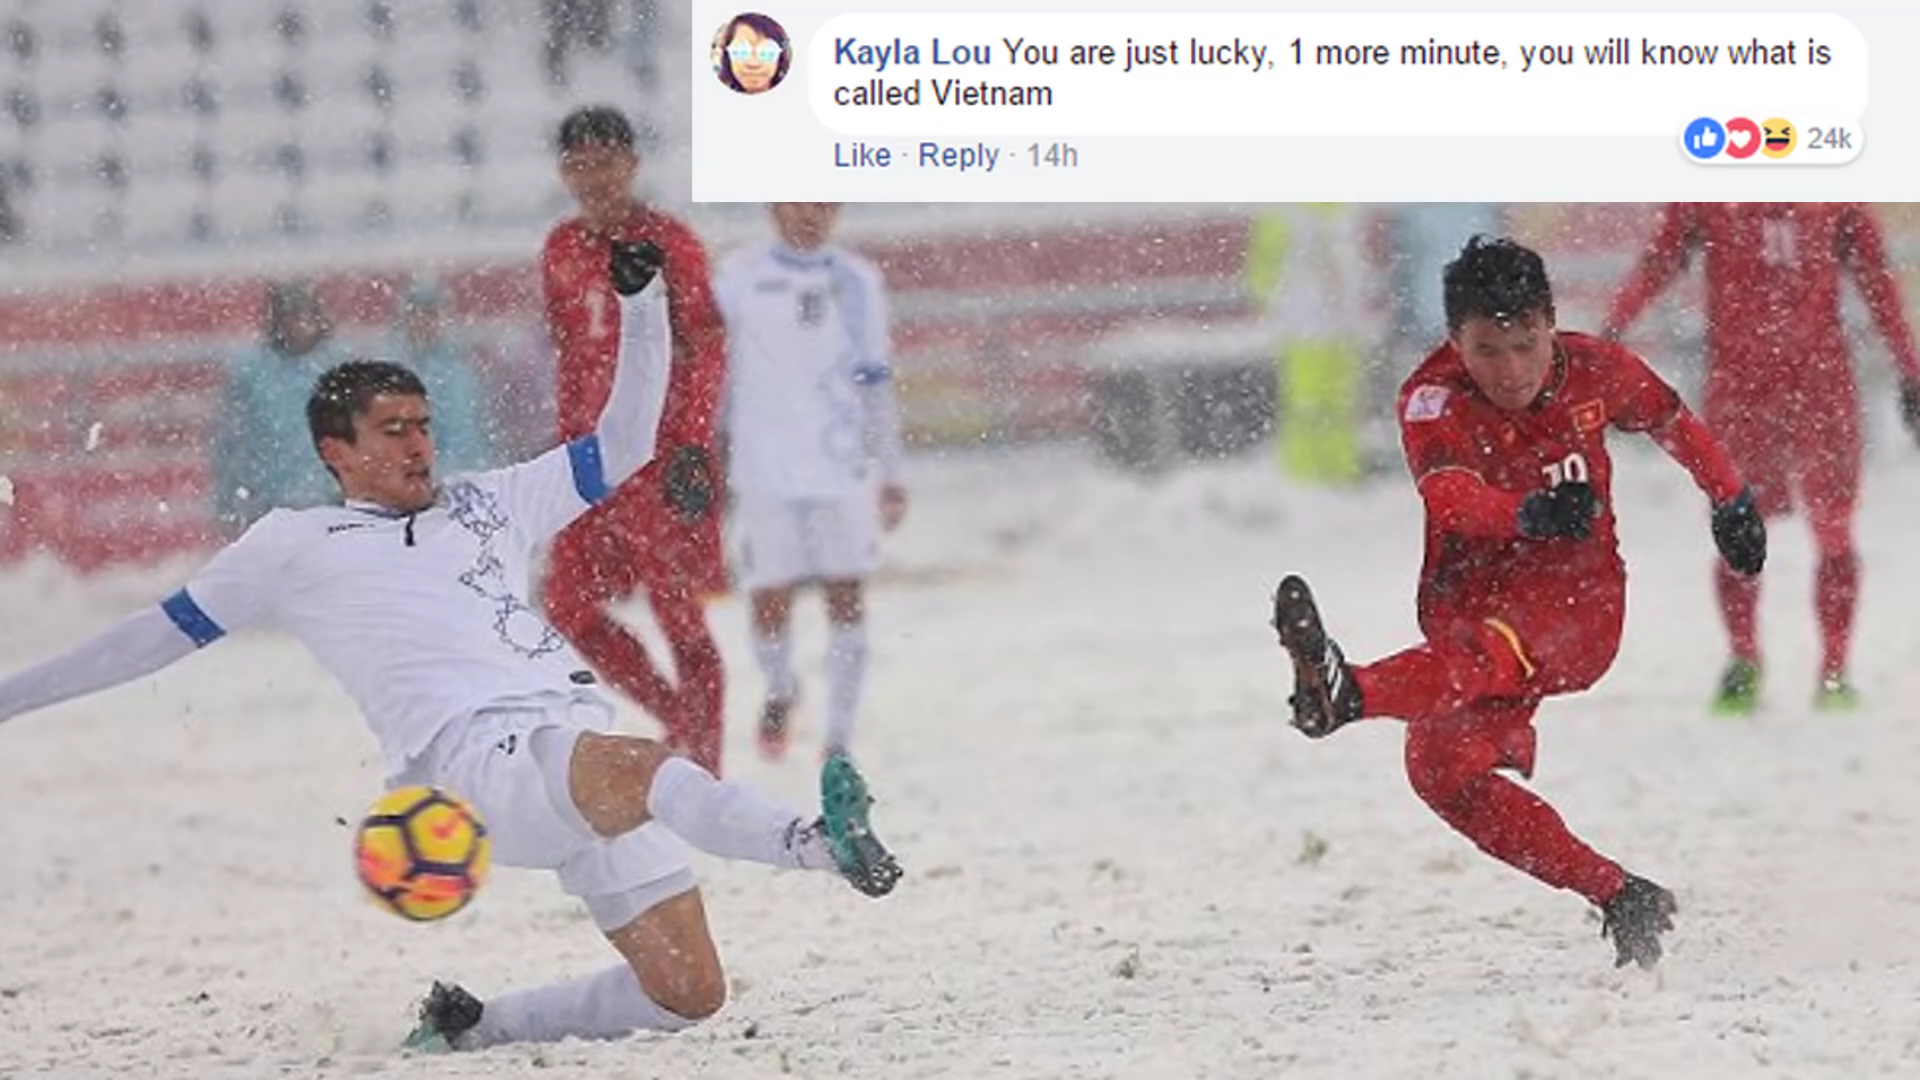 Kayla Lou You are just lucky, 1 more minute, you will know what is
called Vietnam
Like · Reply · 14h
24k
10